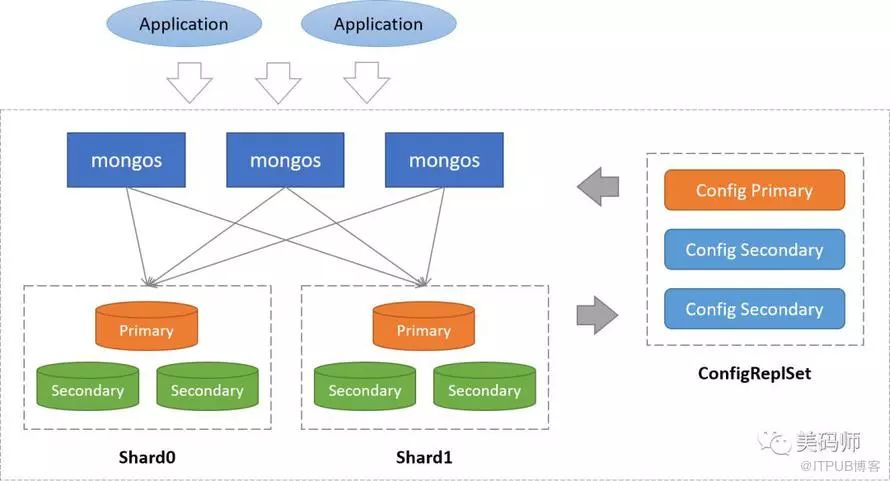 Application
Application
mongos
mongos
mongos
Config Primary
Config Secondary
Config Secondary
ConfigReplSet
Primary
Secondary
Secondary
Shard0
Primary
Secondary
Secondary
Shard1
美码师
@ITPUB博客